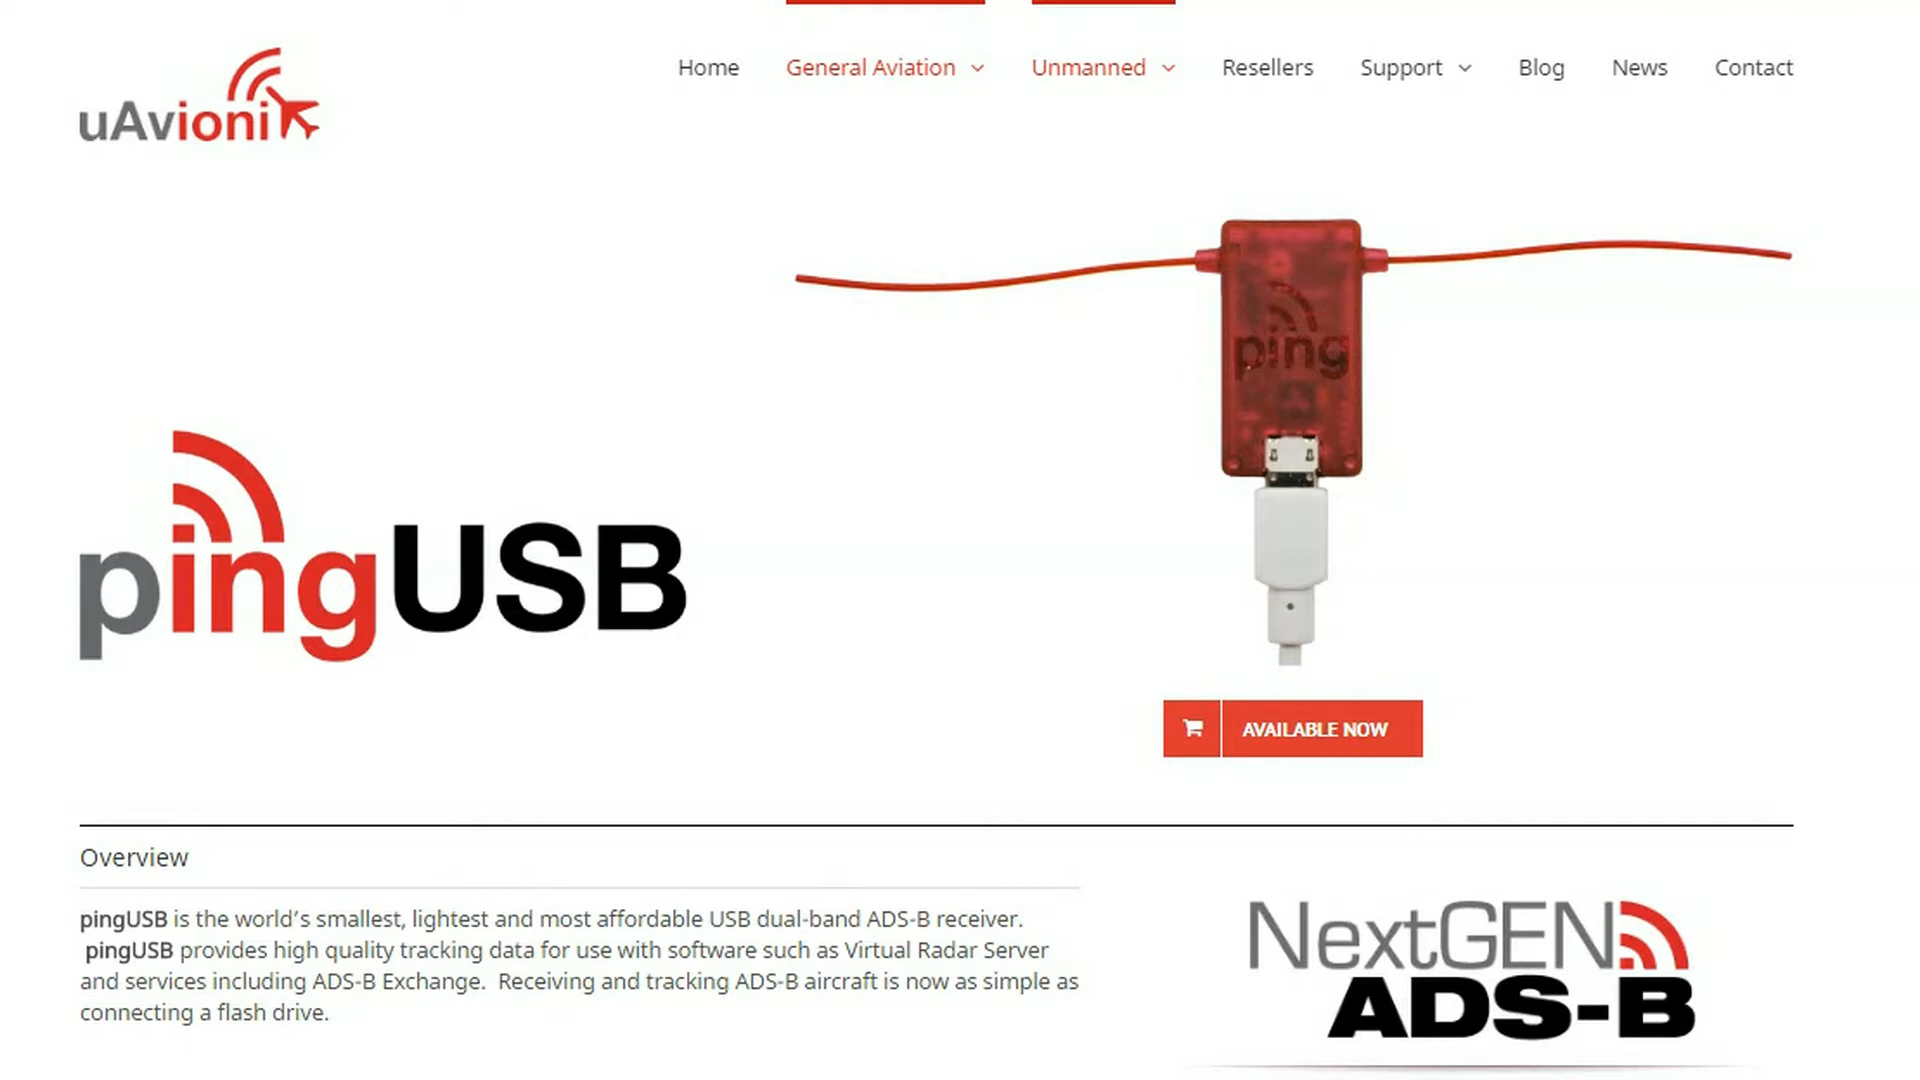 uAvionix
Home General Aviation Unmanned Resellers Support Blog News Contact
ping
pingUSB
AVAILABLE NOW
Overview
pingUSB is the world's smallest, lightest and most affordable USB dual-band ADS-B receiver.
pingUSB provides high quality tracking data for use with software such as Virtual Radar Server
and services including ADS-B Exchange. Receiving and tracking ADS-B aircraft is now as simple as
connecting a flash drive.
NextGEN
ADS-B